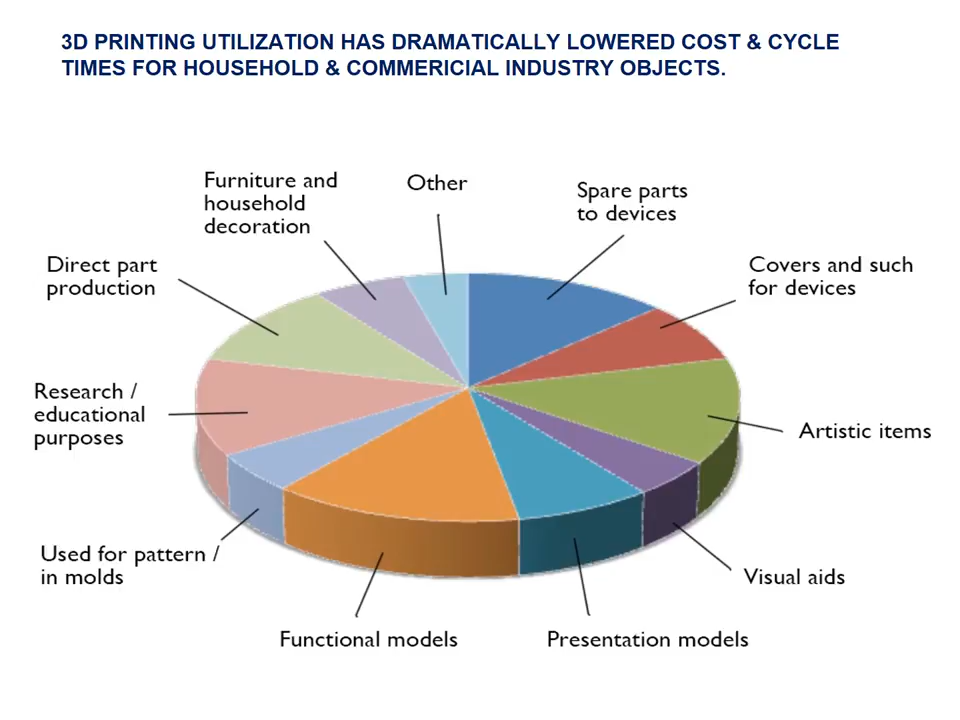 3D PRINTING UTILIZATION HAS DRAMATICALLY LOWERED COST & CYCLE
TIMES FOR HOUSEHOLD & COMMERICIAL INDUSTRY OBJECTS.
Furniture and
household
decoration
Other
Spare parts
to devices
Direct part
production
Covers and such
for devices
Research /
educational
purposes
Artistic items
Used for pattern /
in molds
Visual aids
Functional models
Presentation models